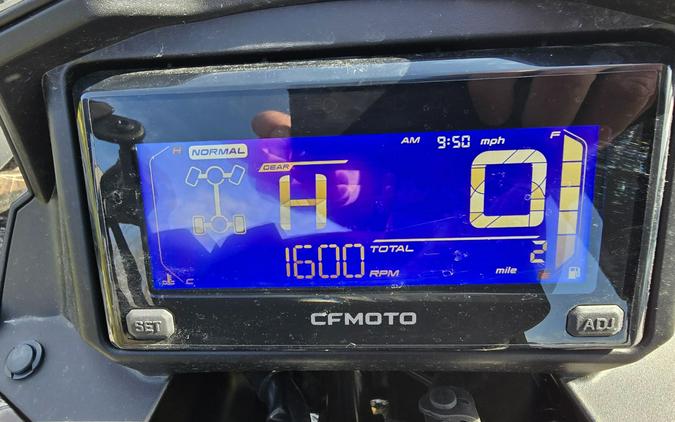 H NORMAL AM 9:50 mph F
GEAR
H 0
TOTAL 2
1600 RPM mile E
C
SET CFMOTO ADJ